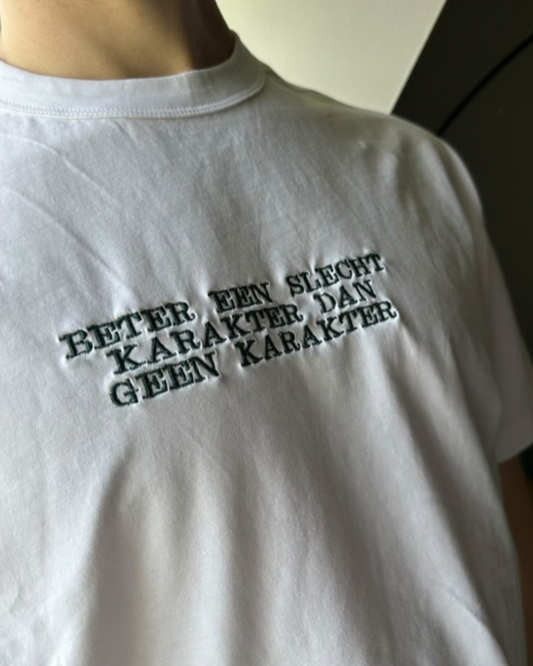 BETER EEN SLECHT
KARAKTER DAN
GEEN KARAKTER